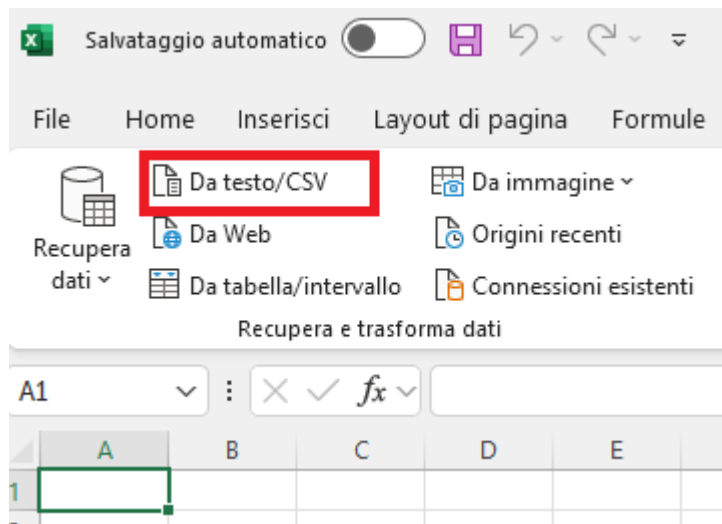 Salvataggio automatico
File Home Inserisci Layout di pagina Formule
Recupera dati
Da testo/CSV
Da Web
Da tabella/intervallo
Da immagine
Origini recenti
Connessioni esistenti
Recupera e trasforma dati
A1 fx
A B C D E
1